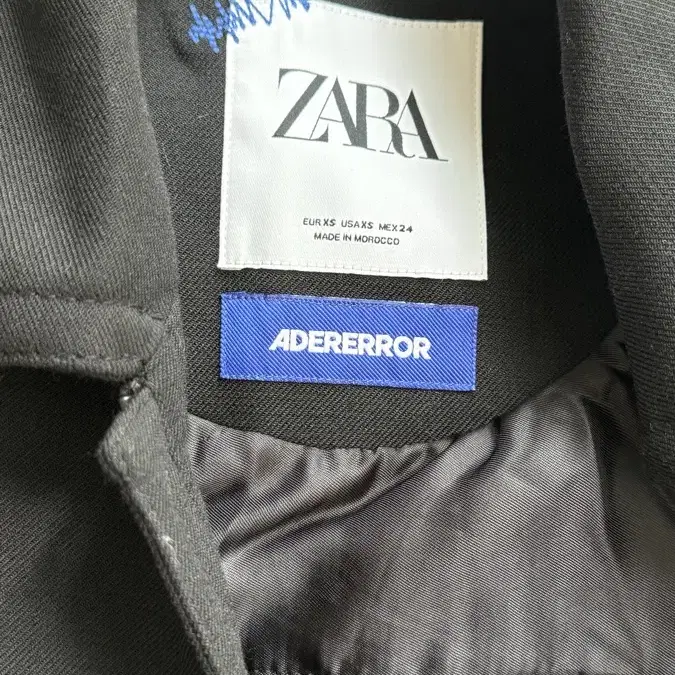 ZARA
EUR XS USA XS MEX 24
MADE IN MOROCCO
ADERERROR